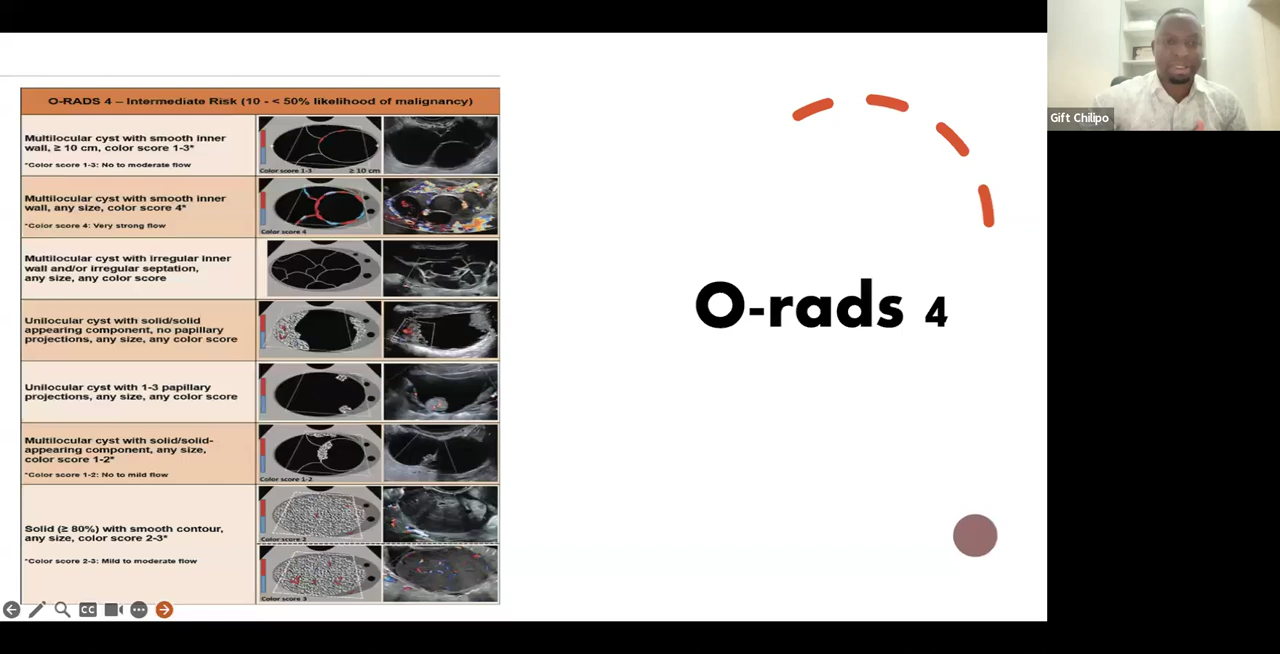 O-RADS 4 – Intermediate Risk (10 - < 50% likelihood of malignancy)
Multilocular cyst with smooth inner
wall, ≥ 10 cm, color score 1-3*
*Color score 1-3: No to moderate flow
Color score 1-3
≥ 10 cm
Multilocular cyst with smooth inner
wall, any size, color score 4*
*Color score 4: Very strong flow
Color score 4
Multilocular cyst with irregular inner
wall and/or irregular septation,
any size, any color score
Unilocular cyst with solid/solid
appearing component, no papillary
projections, any size, any color score
Unilocular cyst with 1-3 papillary
projections, any size, any color score
Multilocular cyst with solid/solid-
appearing component, any size,
color score 1-2*
*Color score 1-2: No to mild flow
Color score 1-2
Solid (≥ 80%) with smooth contour,
any size, color score 2-3*
*Color score 2-3: Mild to moderate flow
Color score 2
Color score 3
O-rads 4
Gift Chilipo
CC